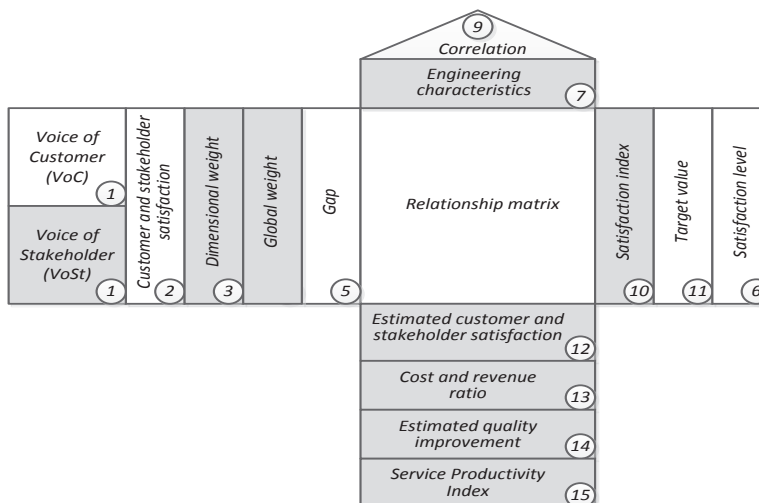 9
Correlation
Engineering
characteristics
7
Voice of
Customer
(VoC)
1
Voice of
Stakeholder
(VoSt)
1
Customer and stakeholder
satisfaction
2
Dimensional weight
3
Global weight
Gap
5
Relationship matrix
Satisfaction index
10
Target value
11
Satisfaction level
6
Estimated customer and
stakeholder satisfaction
12
Cost and revenue
ratio
13
Estimated quality
improvement
14
Service Productivity
Index
15